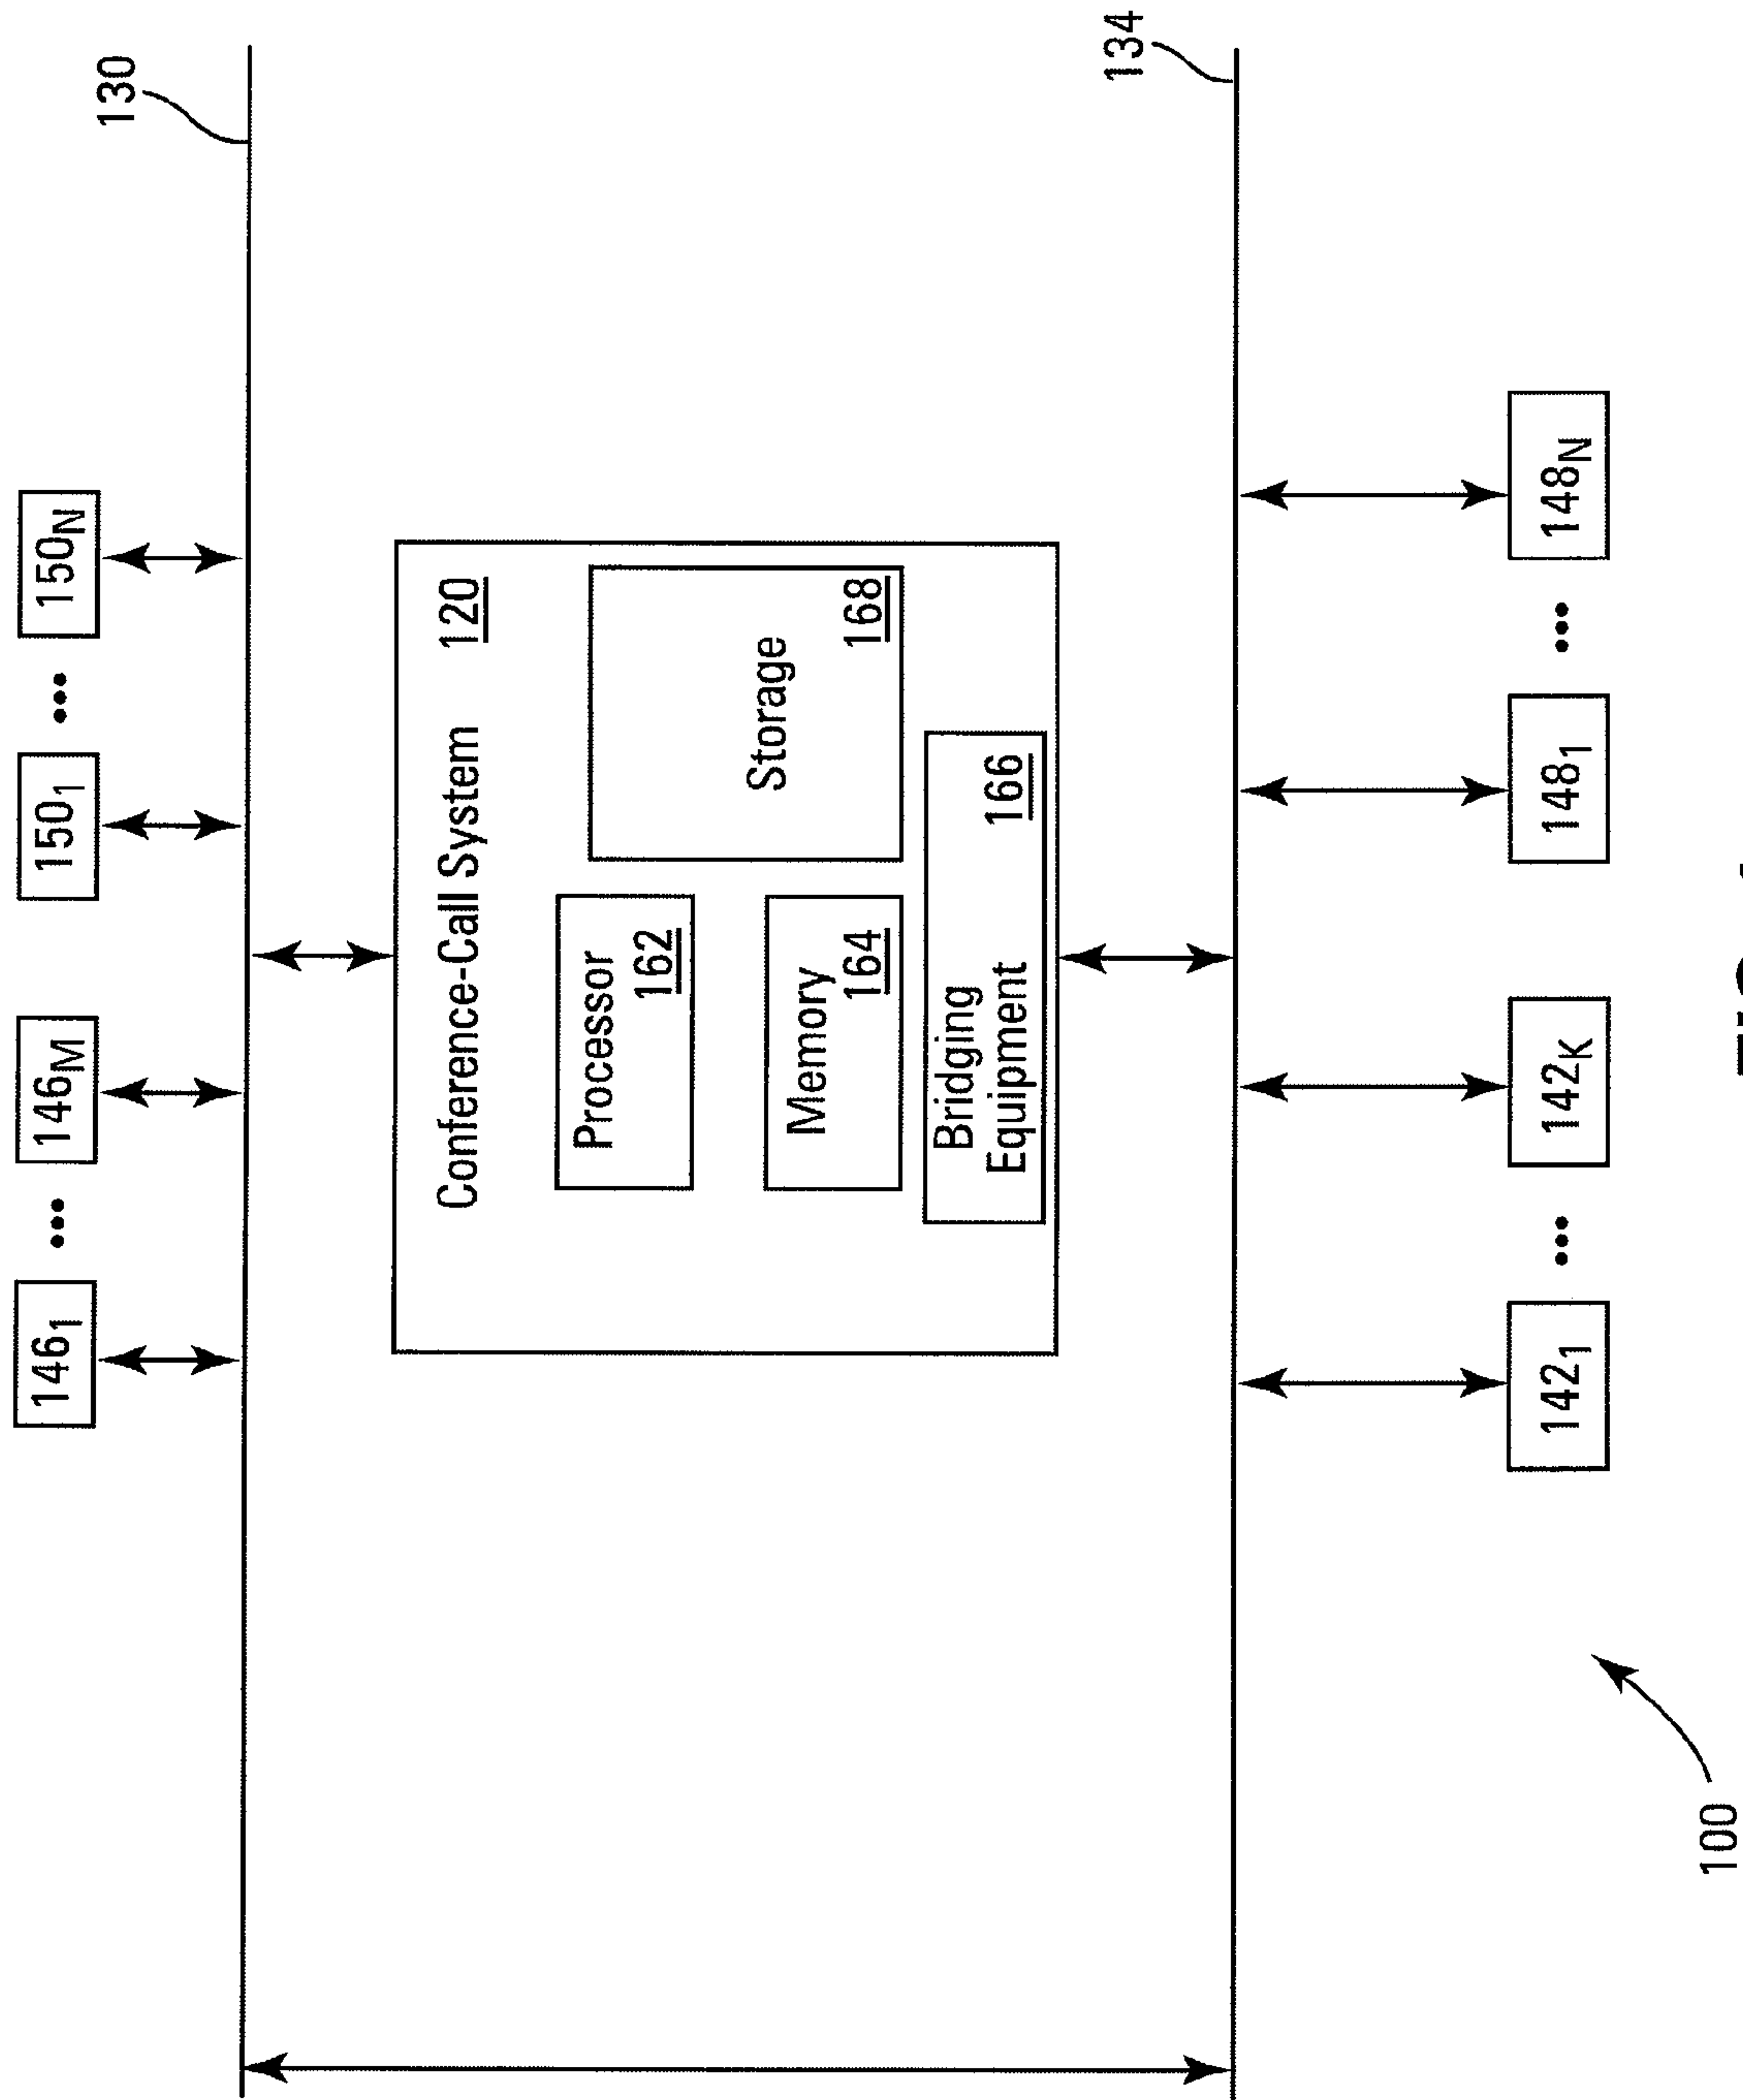 130
146₁ ... 146M 150₁ ... 150N
Conference-Call System 120
Processor
162
Storage
168
Memory
164
Bridging
Equipment 166
134
142₁ ... 142K 148₁ ... 148N
100